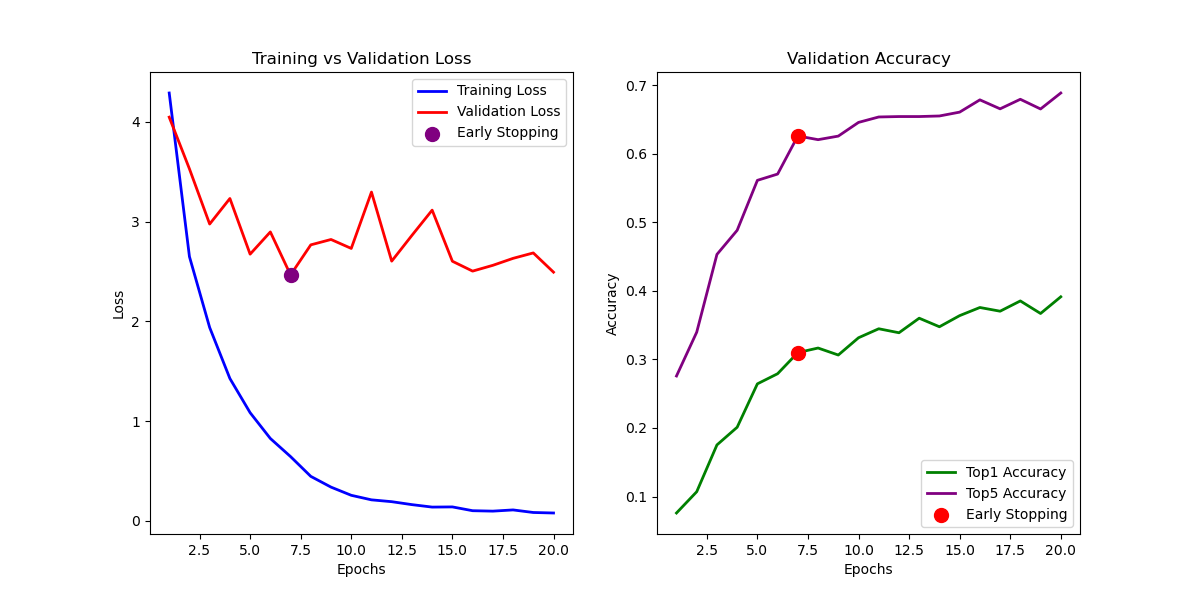 Training vs Validation Loss
Training Loss
Validation Loss
Early Stopping
4
3
2
1
0
Loss
2.5 5.0 7.5 10.0 12.5 15.0 17.5 20.0
Epochs
Validation Accuracy
0.7
0.6
0.5
0.4
0.3
0.2
0.1
Accuracy
Top1 Accuracy
Top5 Accuracy
Early Stopping
2.5 5.0 7.5 10.0 12.5 15.0 17.5 20.0
Epochs